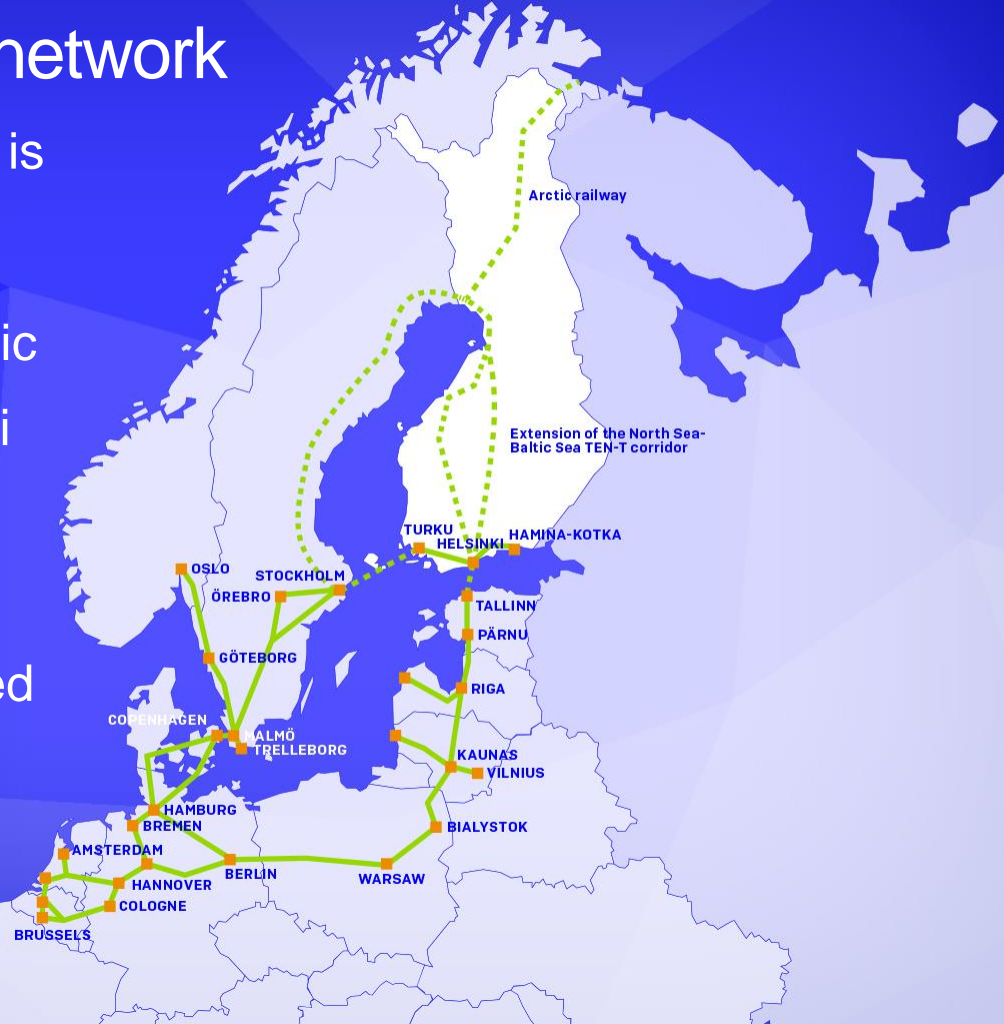 network
is
ic
i
ed
Arctic railway
Extension of the North Sea-
Baltic Sea TEN-T corridor
TURKU
HELSINKI
HAMINA-KOTKA
OSLO
STOCKHOLM
ÖREBRO
TALLINN
PÄRNU
GÖTEBORG
RIGA
COPENHAGEN
MALMÖ
TRELLEBORG
KAUNAS
VILNIUS
HAMBURG
BREMEN
BIALYSTOK
AMSTERDAM
BERLIN
WARSAW
HANNOVER
COLOGNE
BRUSSELS